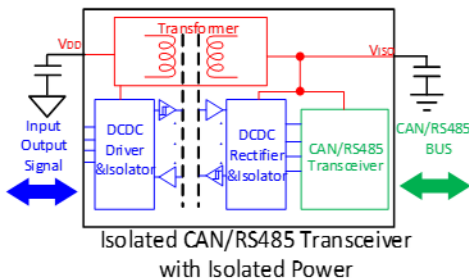 Transformer
VDD
VISO
Input
Output
Signal
DCDC
Driver
&Isolator
DCDC
Rectifier
&Isolator
CAN/RS485
Transceiver
CAN/RS485
BUS
Isolated CAN/RS485 Transceiver
with Isolated Power